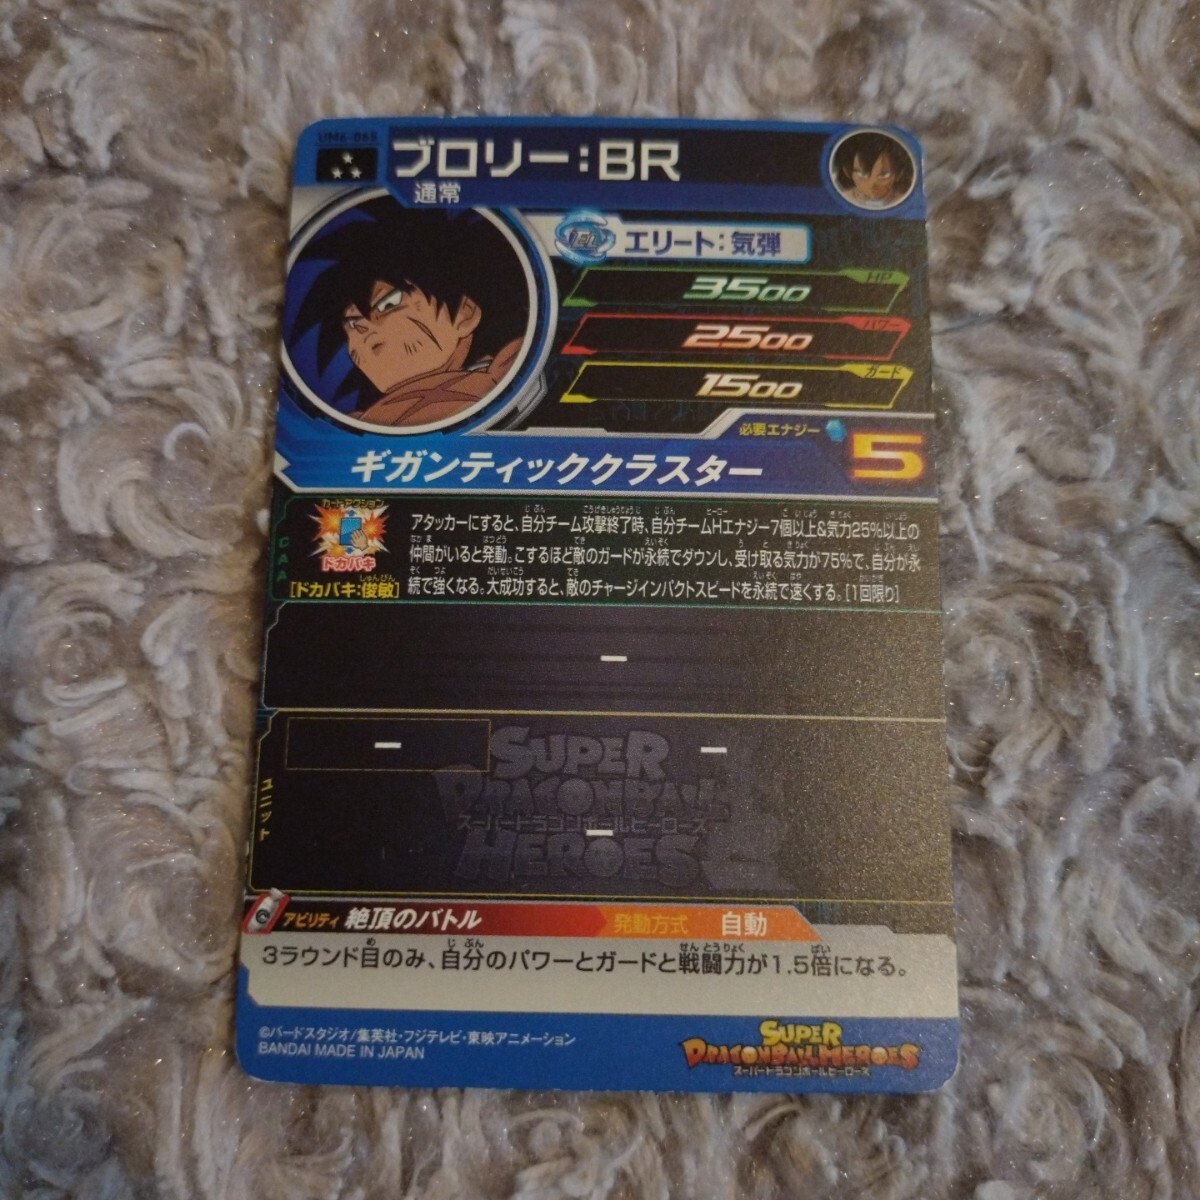 UM6-065
ブロリー:BR
通常
エリート:気弾
HP
3500
パワー
2500
ガード
1500
必要エナジー
5
ギガンティッククラスター
カードアクション
ドカバキ
[ドカバキ:俊敏]
CAA
アタッカーにすると、自分チーム攻撃終了時、自分チームHエナジー7個以上&気力25%以上の
仲間がいると発動。こするほど敵のガードが永続でダウンし、受け取る気力が75%で、自分が永
続で強くなる。大成功すると、敵のチャージインパクトスピードを永続で速くする。[1回限り]
ー
ユニット
ー
ー
ー
SUPER
DRAGONBALL
スーパードラゴンボールヒーローズ
HEROES
アビリティ 絶頂のバトル
発動方式 自動
3ラウンド目のみ、自分のパワーとガードと戦闘力が1.5倍になる。
©バードスタジオ/集英社・フジテレビ・東映アニメーション
BANDAI MADE IN JAPAN
SUPER
DRAGONBALL HEROES
スーパードラゴンボールヒーローズ